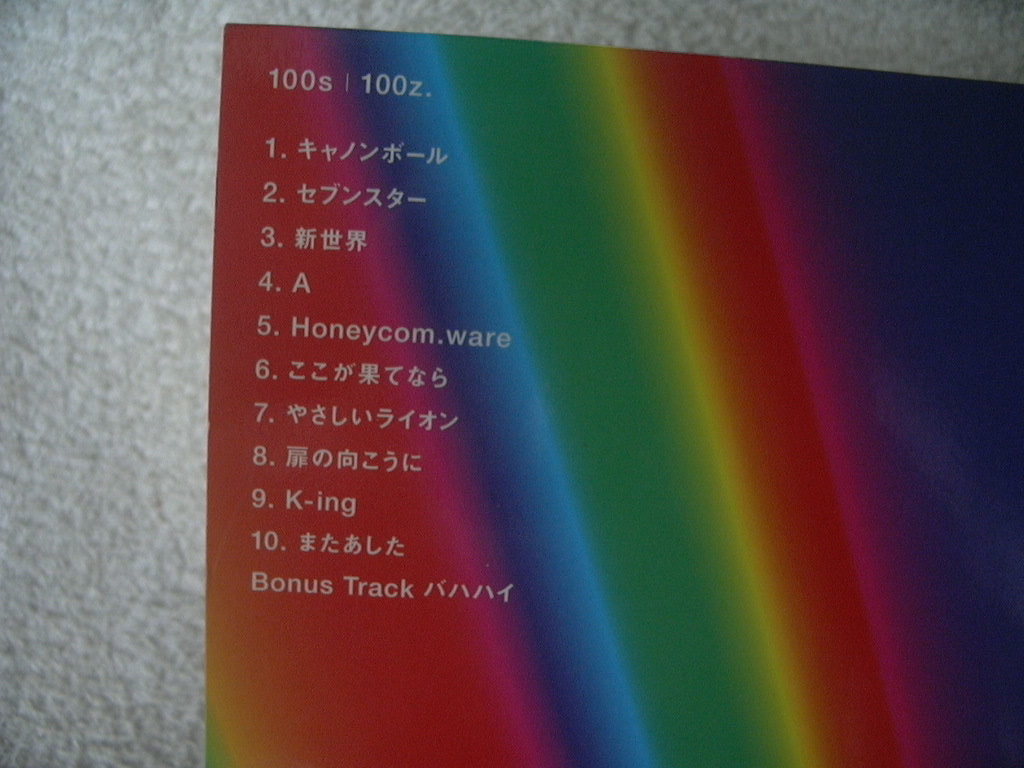 100s | 100z.
1. キャノンボール
2. セブンスター
3. 新世界
4. A
5. Honeycom.ware
6. ここが果てなら
7. やさしいライオン
8. 扉の向こうに
9. K-ing
10. またあした
Bonus Track バハハイ